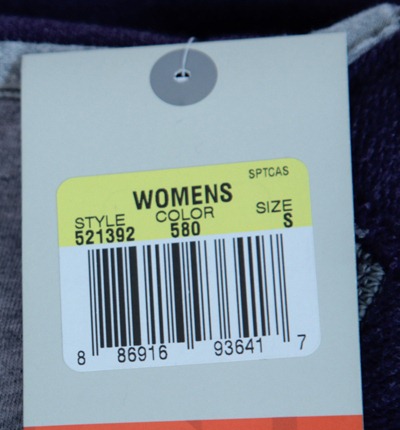 SPTCAS
WOMENS
STYLE COLOR SIZE
521392 580 S
8 86916 93641 7